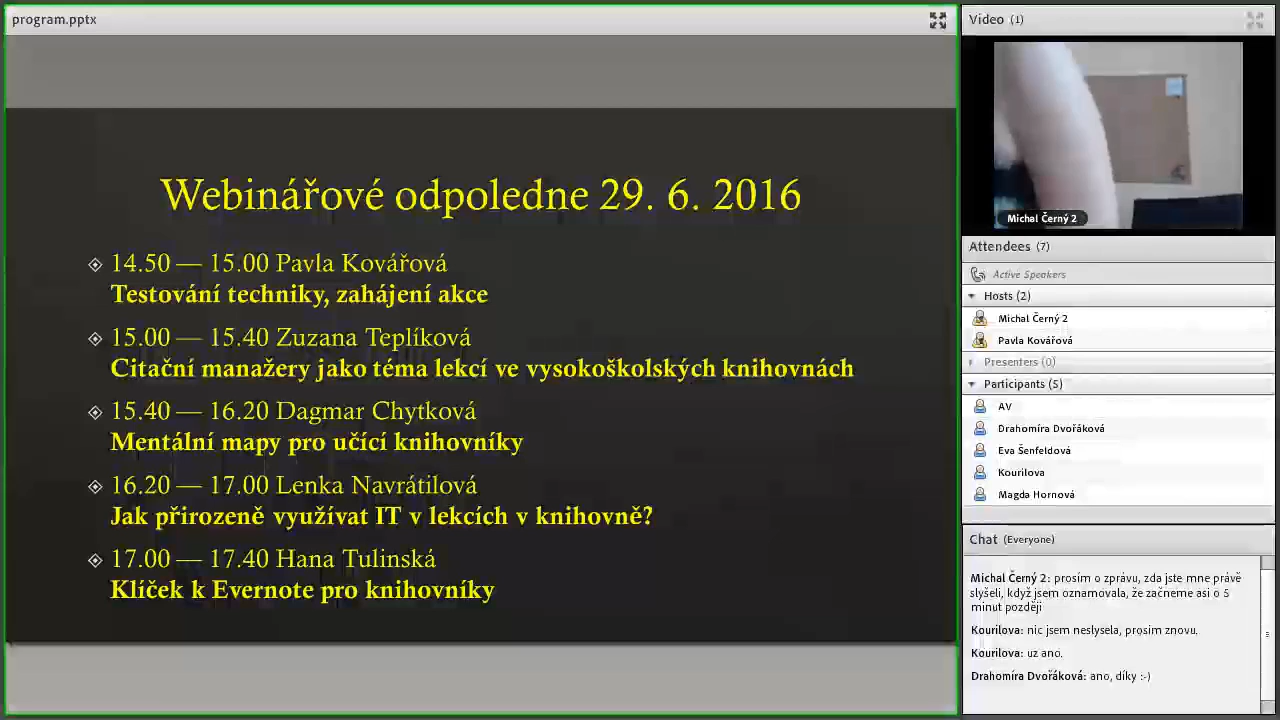 program.pptx
Webinářové odpoledne 29. 6. 2016
14.50 — 15.00 Pavla Kovářová
Testování techniky, zahájení akce
15.00 — 15.40 Zuzana Teplíková
Citační manažery jako téma lekcí ve vysokoškolských knihovnách
15.40 — 16.20 Dagmar Chytková
Mentální mapy pro učící knihovníky
16.20 — 17.00 Lenka Navrátilová
Jak přirozeně využívat IT v lekcích v knihovně?
17.00 — 17.40 Hana Tulinská
Klíček k Evernote pro knihovníky
Video (1)
Michal Černý 2
Attendees (7)
Active Speakers
Hosts (2)
Michal Černý 2
Pavla Kovářová
Presenters (0)
Participants (5)
AV
Drahomíra Dvořáková
Eva Šenfeldová
Kourilova
Magda Hornová
Chat (Everyone)
Michal Černý 2: prosím o zprávu, zda jste mne právě
slyšeli, když jsem oznamovala, že začneme asi o 5
minut později
Kourilova: nic jsem neslysela, prosim znovu.
Kourilova: uz ano.
Drahomíra Dvořáková: ano, díky :-)